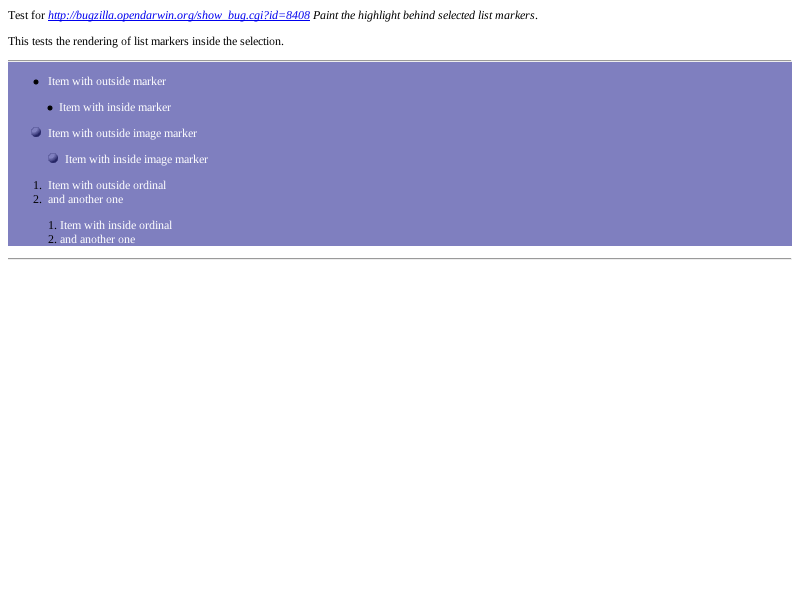 Test for http://bugzilla.opendarwin.org/show_bug.cgi?id=8408 Paint the highlight behind selected list markers.
This tests the rendering of list markers inside the selection.
• Item with outside marker
• Item with inside marker
Item with outside image marker
Item with inside image marker
1. Item with outside ordinal
2. and another one
1. Item with inside ordinal
2. and another one